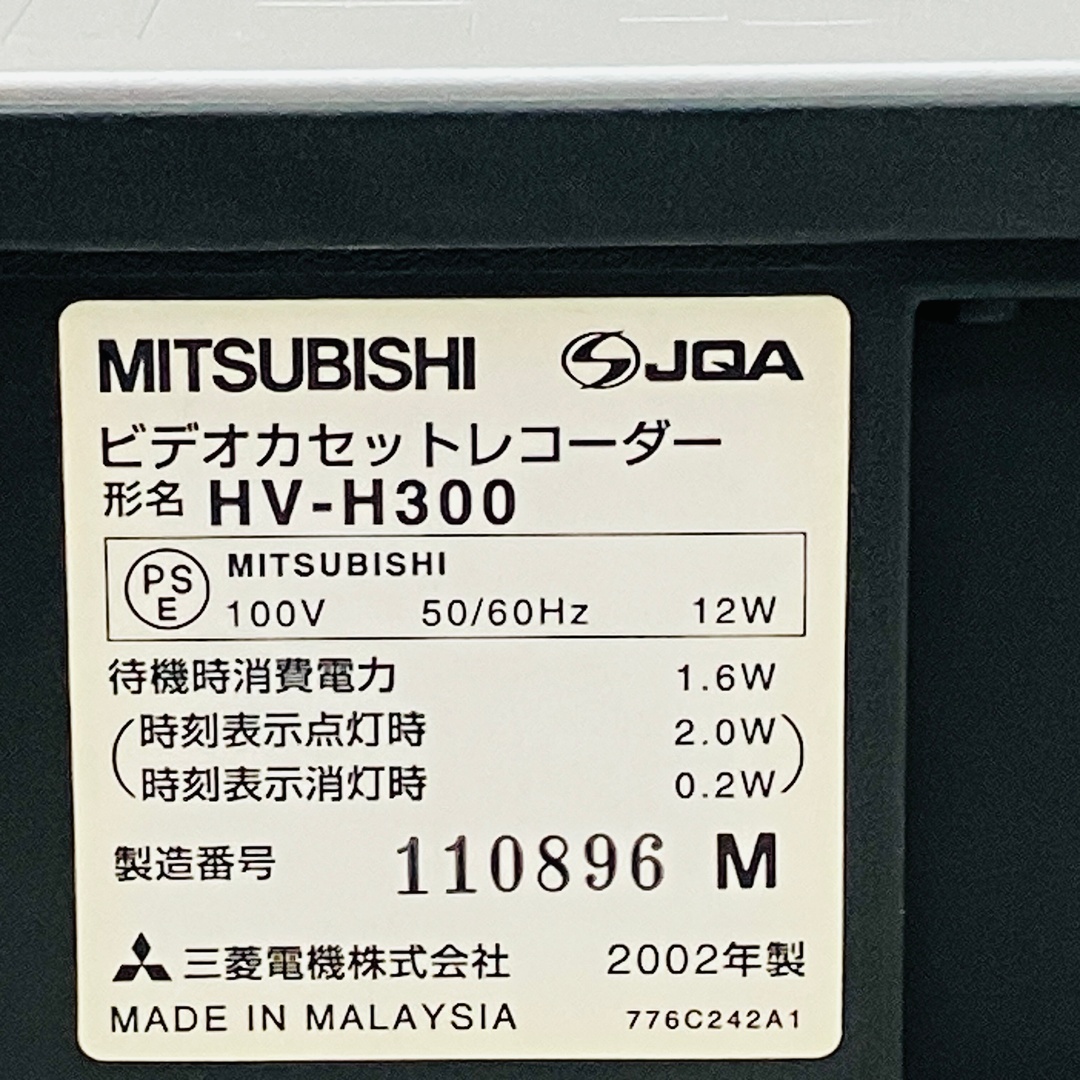 MITSUBISHI JQA
ビデオカセットレコーダー
形名 HV-H300
PSE MITSUBISHI
100V 50/60Hz 12W
待機時消費電力 1.6W
(時刻表示点灯時 2.0W)
(時刻表示消灯時 0.2W)
製造番号 110896 M
三菱電機株式会社 2002年製
MADE IN MALAYSIA 776C242A1